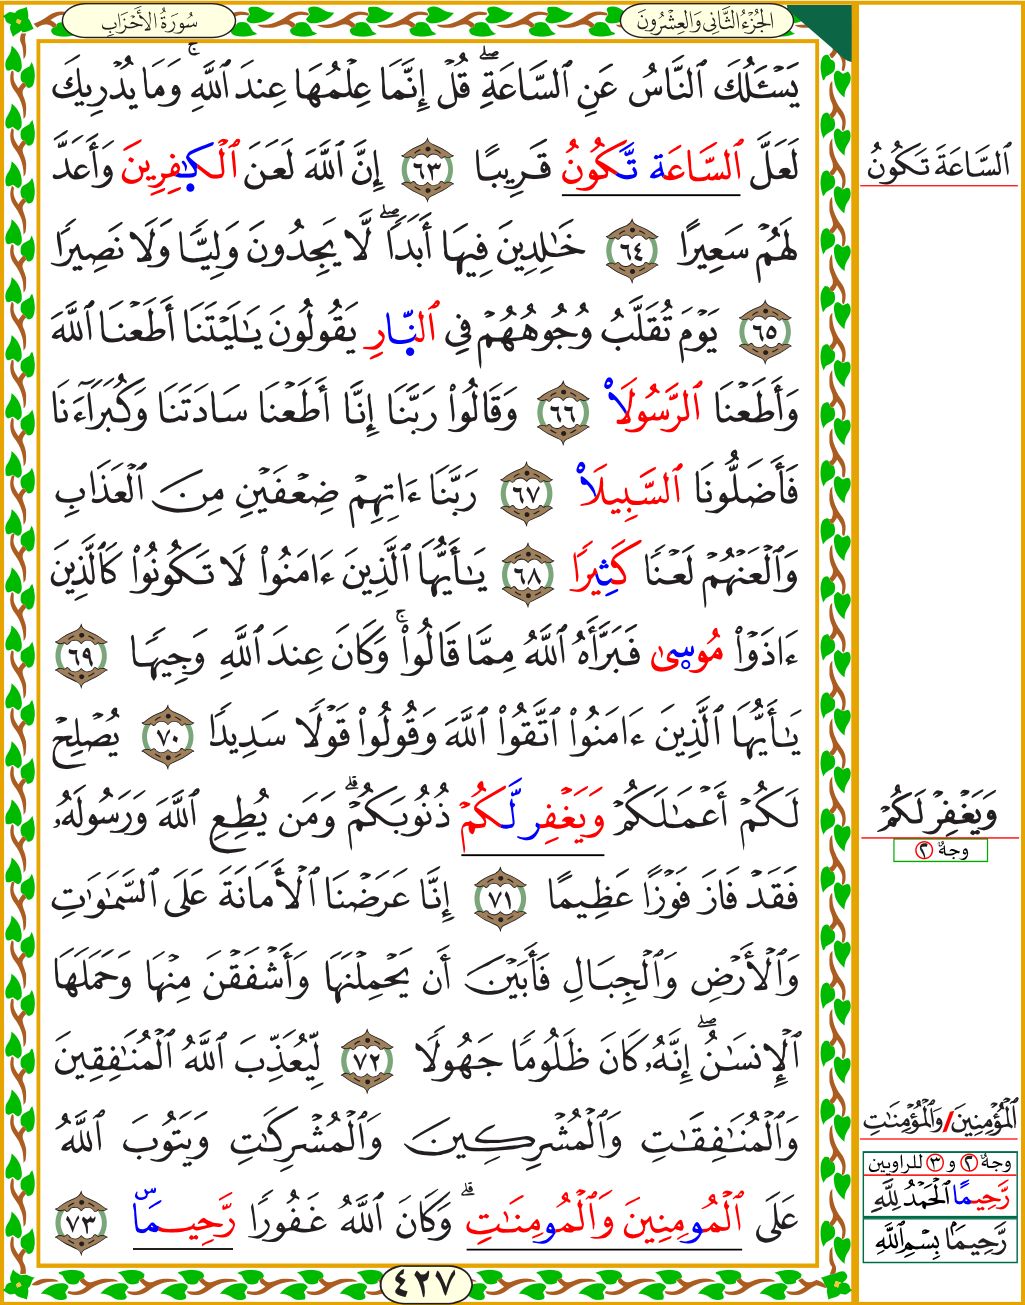 الجُزْءُ الثَّانِي وَالعِشْرُونَ
سُورَةُ الأَحْزَابِ
يَسْـَٔلُكَ ٱلنَّاسُ عَنِ ٱلسَّاعَةِۖ قُلْ إِنَّمَا عِلْمُهَا عِندَ ٱللَّهِۚ وَمَا يُدْرِيكَ
لَعَلَّ ٱلسَّاعَة تَّكُونُ قَرِيبًا ٦٣ إِنَّ ٱللَّهَ لَعَنَ ٱلْكَـٰفِرِينَ وَأَعَدَّ
لَهُمْ سَعِيرًا ٦٤ خَـٰلِدِينَ فِيهَا أَبَدًاۖ لَّا يَجِدُونَ وَلِيًّا وَلَا نَصِيرًا
٦٥ يَوْمَ تُقَلَّبُ وُجُوهُهُمْ فِي ٱلنَّارِ يَقُولُونَ يَـٰلَيْتَنَا أَطَعْنَا ٱللَّهَ
وَأَطَعْنَا ٱلرَّسُولَاْ ٦٦ وَقَالُوا۟ رَبَّنَا إِنَّا أَطَعْنَا سَادَتَنَا وَكُبَرَآءَنَا
فَأَضَلُّونَا ٱلسَّبِيلَاْ ٦٧ رَبَّنَا ءَاتِهِمْ ضِعْفَيْنِ مِنَ ٱلْعَذَابِ
وَٱلْعَنْهُمْ لَعْنًا كَثِيرًا ٦٨ يَـٰأَيُّهَا ٱلَّذِينَ ءَامَنُوا۟ لَا تَكُونُوا۟ كَٱلَّذِينَ
ءَاذَوْا۟ مُوسِىٰ فَبَرَّأَهُ ٱللَّهُ مِمَّا قَالُوا۟ۚ وَكَانَ عِندَ ٱللَّهِ وَجِيهًا ٦٩
يَـٰأَيُّهَا ٱلَّذِينَ ءَامَنُوا۟ ٱتَّقُوا۟ ٱللَّهَ وَقُولُوا۟ قَوْلًا سَدِيدًا ٧٠ يُصْلِحْ
لَكُمْ أَعْمَـٰلَكُمْ وَيَغْفِر لَّكُمْ ذُنُوبَكُمْۗ وَمَن يُطِعِ ٱللَّهَ وَرَسُولَهُۥ
فَقَدْ فَازَ فَوْزًا عَظِيمًا ٧١ إِنَّا عَرَضْنَا ٱلْأَمَانَةَ عَلَى ٱلسَّمَـٰوَٰتِ
وَٱلْأَرْضِ وَٱلْجِبَالِ فَأَبَيْنَ أَن يَحْمِلْنَهَا وَأَشْفَقْنَ مِنْهَا وَحَمَلَهَا
ٱلْإِنسَـٰنُۖ إِنَّهُۥ كَانَ ظَلُومًا جَهُولًا ٧٢ لِّيُعَذِّبَ ٱللَّهُ ٱلْمُنَـٰفِقِينَ
وَٱلْمُنَـٰفِقَـٰتِ وَٱلْمُشْرِكِينَ وَٱلْمُشْرِكَـٰتِ وَيَتُوبَ ٱللَّهُ
عَلَى ٱلْمُومِنِينَ وَٱلْمُومِنَـٰتِۗ وَكَانَ ٱللَّهُ غَفُورًا رَّحِيمًا ٧٣
٤٢٧
ٱلسَّاعَةَ تَكُونُ
وَيَغْفِرْ لَكُمْ
وجهٌ ٢
ٱلْمُؤْمِنِينَ/وَٱلْمُؤْمِنَـٰتِ
وجهٌ ٢ و ٣ للراويين
رَّحِيمًا ٱلْحَمْدُ لِلَّهِ
رَّحِيمًا بِسْمِ ٱللَّهِ